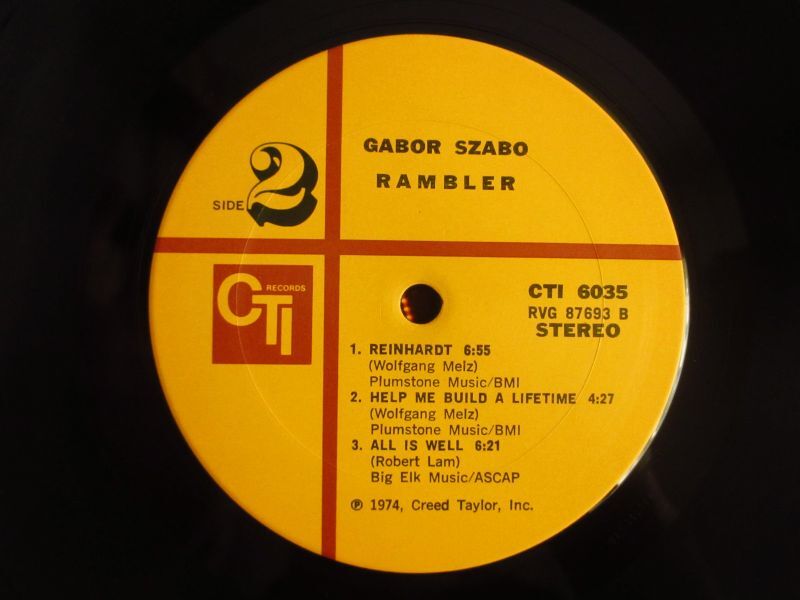 GABOR SZABO
RAMBLER
SIDE 2
CTI RECORDS
CTI 6035
RVG 87693 B
STEREO
1. REINHARDT 6:55
(Wolfgang Melz)
Plumstone Music/BMI
2. HELP ME BUILD A LIFETIME 4:27
(Wolfgang Melz)
Plumstone Music/BMI
3. ALL IS WELL 6:21
(Robert Lam)
Big Elk Music/ASCAP
℗ 1974, Creed Taylor, Inc.